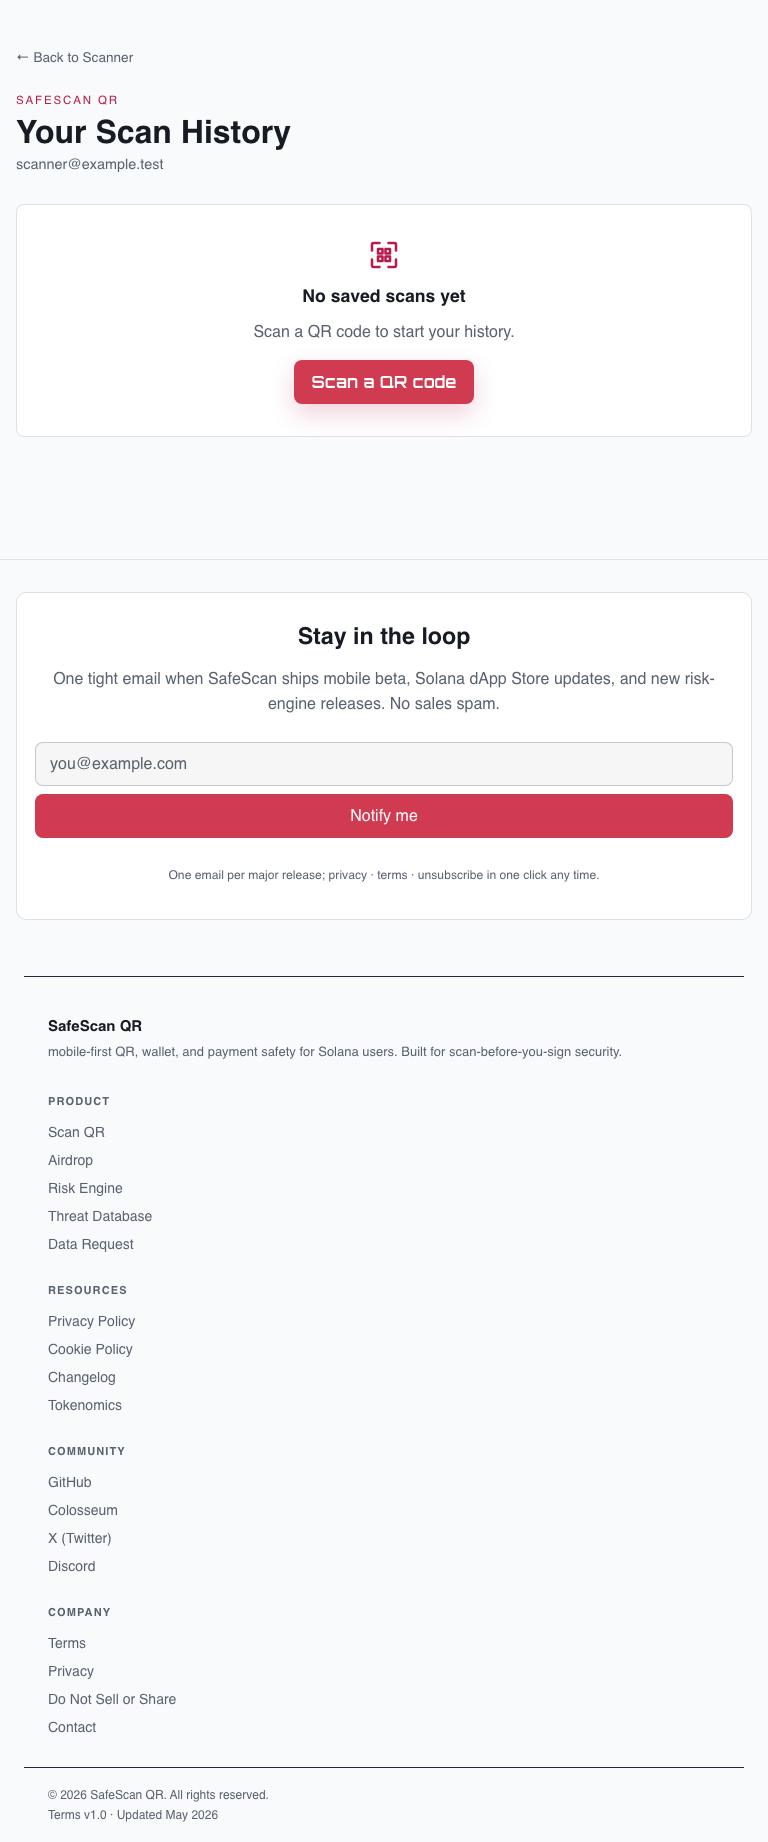 ← Back to Scanner
SAFESCAN QR
Your Scan History
scanner@example.test
No saved scans yet
Scan a QR code to start your history.
Scan a QR code
Stay in the loop
One tight email when SafeScan ships mobile beta, Solana dApp Store updates, and new risk-
engine releases. No sales spam.
you@example.com
Notify me
One email per major release; privacy · terms · unsubscribe in one click any time.
SafeScan QR
mobile-first QR, wallet, and payment safety for Solana users. Built for scan-before-you-sign security.
PRODUCT
Scan QR
Airdrop
Risk Engine
Threat Database
Data Request
RESOURCES
Privacy Policy
Cookie Policy
Changelog
Tokenomics
COMMUNITY
GitHub
Colosseum
X (Twitter)
Discord
COMPANY
Terms
Privacy
Do Not Sell or Share
Contact
© 2026 SafeScan QR. All rights reserved.
Terms v1.0 · Updated May 2026